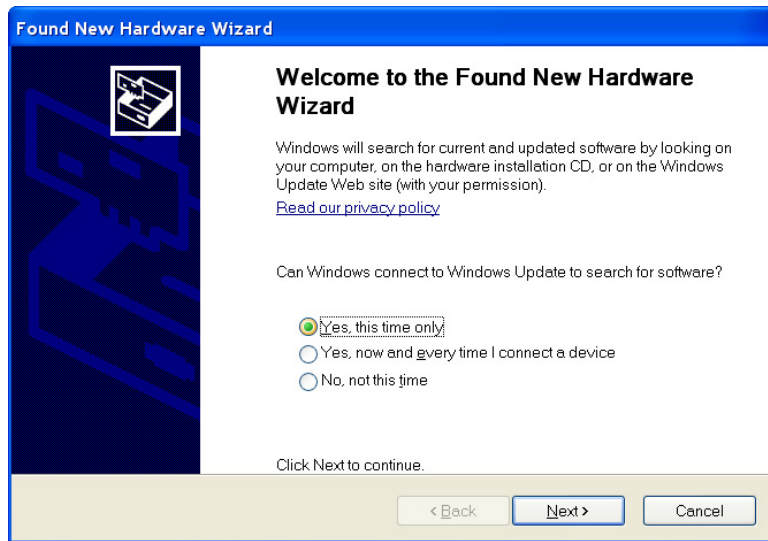 Found New Hardware Wizard
Welcome to the Found New Hardware
Wizard
Windows will search for current and updated software by looking on
your computer, on the hardware installation CD, or on the Windows
Update Web site (with your permission).
Read our privacy policy
Can Windows connect to Windows Update to search for software?
Yes, this time only
Yes, now and every time I connect a device
No, not this time
Click Next to continue.
< Back Next > Cancel